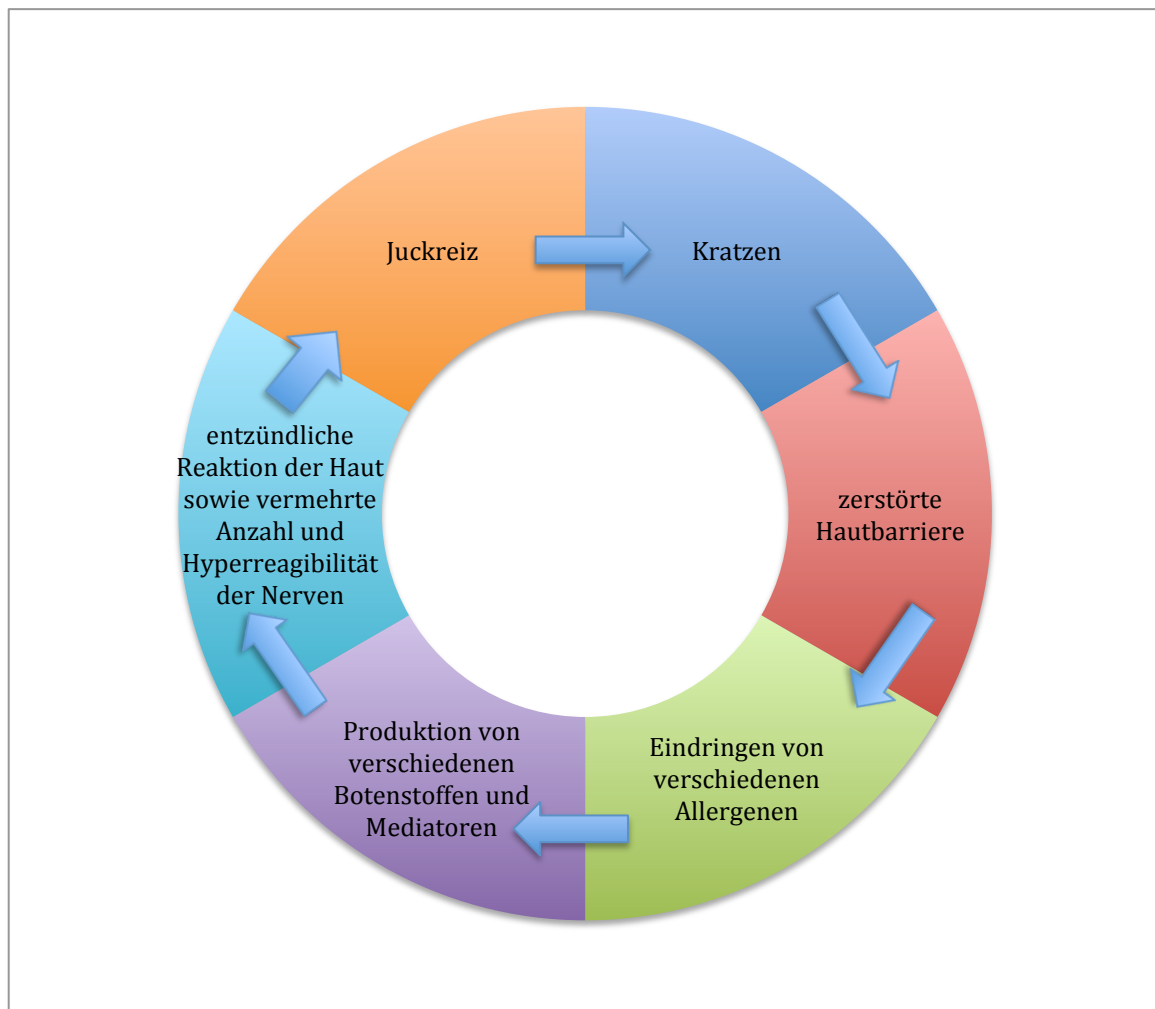 Juckreiz
Kratzen
zerstörte
Hautbarriere
Eindringen von
verschiedenen
Allergenen
Produktion von
verschiedenen
Botenstoffen und
Mediatoren
entzündliche
Reaktion der Haut
sowie vermehrte
Anzahl und
Hyperreagibilität
der Nerven